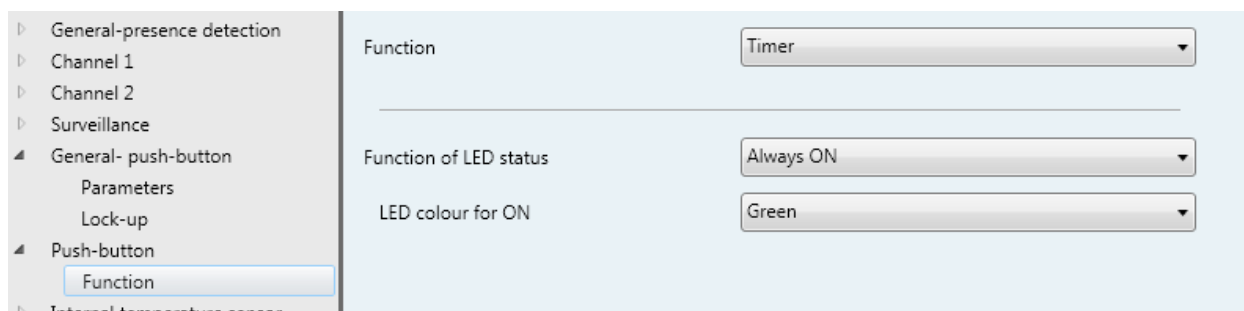 General-presence detection
Channel 1
Channel 2
Surveillance
General- push-button
Parameters
Lock-up
Push-button
Function
Function
Timer
Function of LED status
Always ON
LED colour for ON
Green